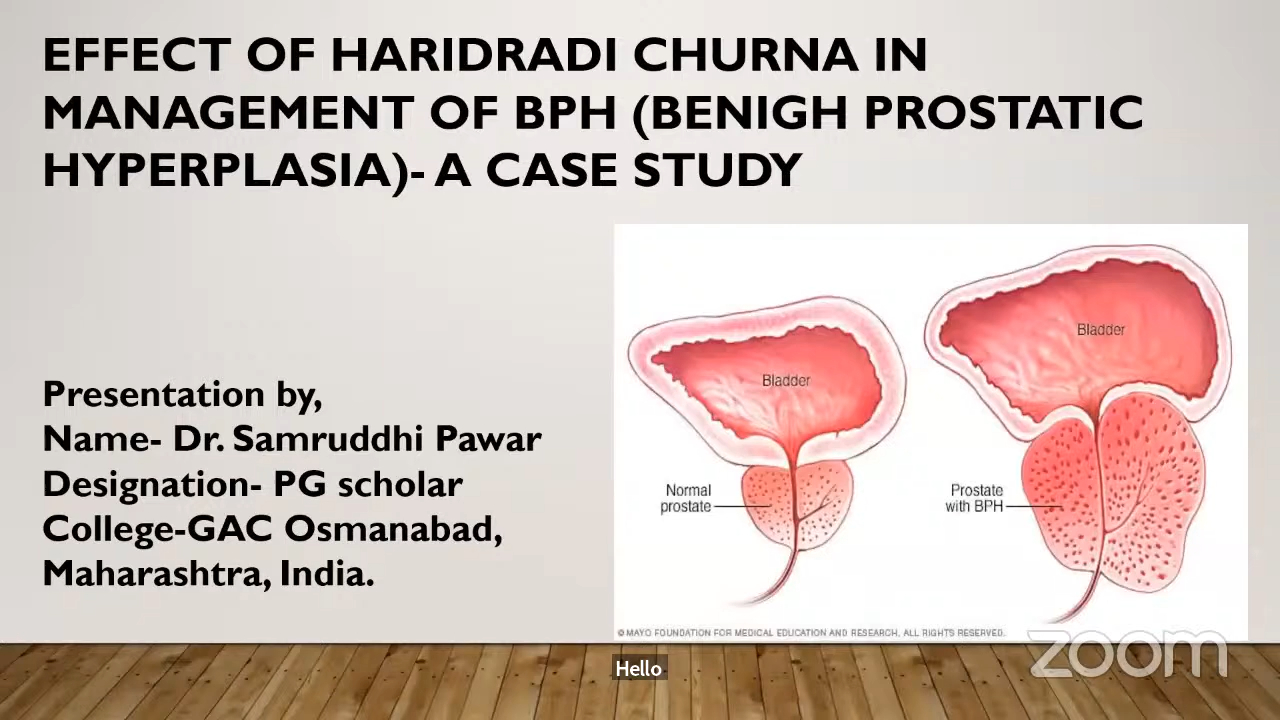 EFFECT OF HARIDRADI CHURNA IN
MANAGEMENT OF BPH (BENIGH PROSTATIC
HYPERPLASIA)- A CASE STUDY
Presentation by,
Name- Dr. Samruddhi Pawar
Designation- PG scholar
College-GAC Osmanabad,
Maharashtra, India.
Bladder
Normal
prostate
Bladder
Prostate
with BPH
© MAYO FOUNDATION FOR MEDICAL EDUCATION AND RESEARCH. ALL RIGHTS RESERVED.
zoom
Hello